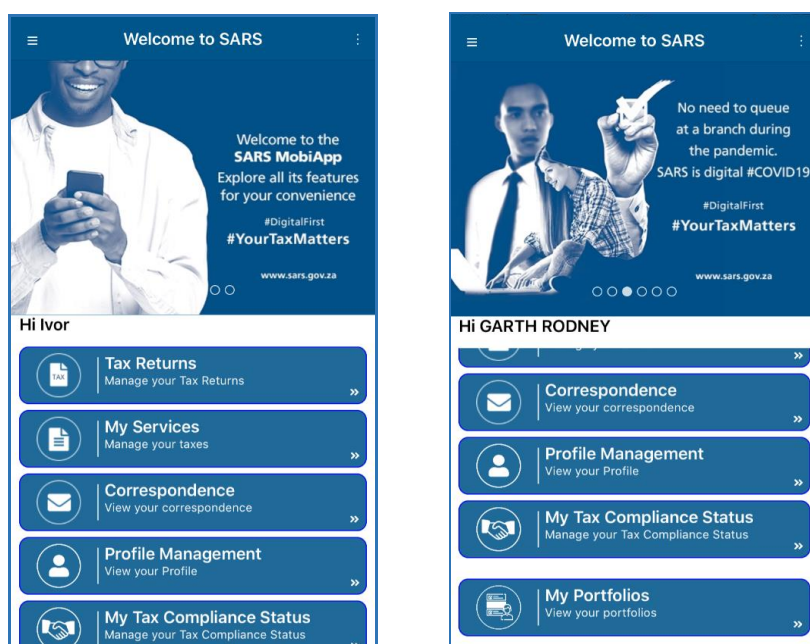 Welcome to SARS
Welcome to the
SARS MobiApp
Explore all its features
for your convenience
#DigitalFirst
#YourTaxMatters
www.sars.gov.za
Hi Ivor
TAX
Tax Returns
Manage your Tax Returns
My Services
Manage your taxes
Correspondence
View your correspondence
Profile Management
View your Profile
My Tax Compliance Status
Manage your Tax Compliance Status
Welcome to SARS
No need to queue
at a branch during
the pandemic.
SARS is digital #COVID19
#DigitalFirst
#YourTaxMatters
www.sars.gov.za
Hi GARTH RODNEY
Correspondence
View your correspondence
Profile Management
View your Profile
My Tax Compliance Status
Manage your Tax Compliance Status
My Portfolios
View your portfolios